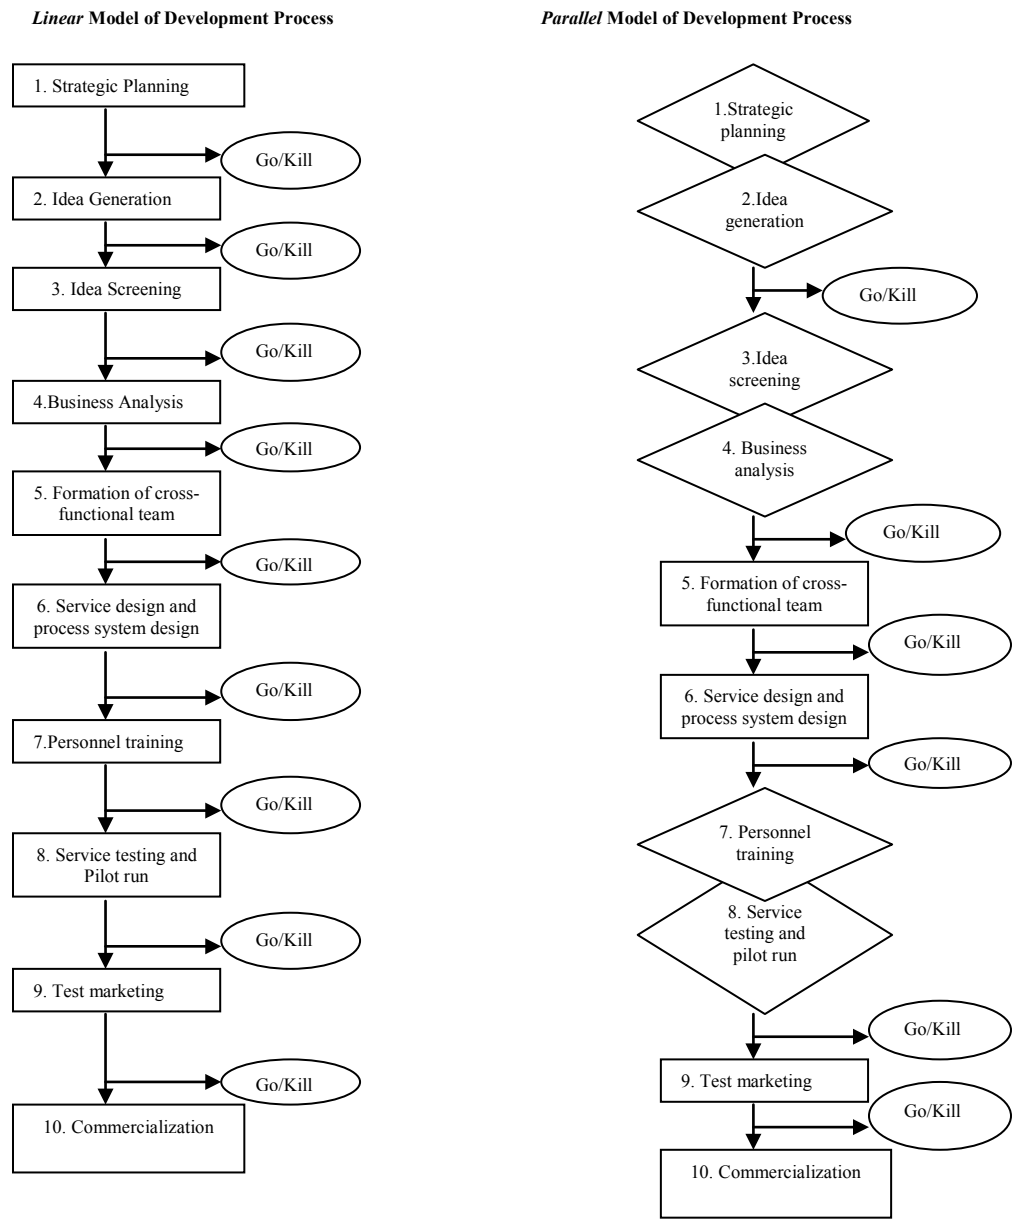 Linear Model of Development Process
1. Strategic Planning
Go/Kill
2. Idea Generation
Go/Kill
3. Idea Screening
Go/Kill
4.Business Analysis
Go/Kill
5. Formation of cross-
functional team
Go/Kill
6. Service design and
process system design
Go/Kill
7.Personnel training
Go/Kill
8. Service testing and
Pilot run
Go/Kill
9. Test marketing
Go/Kill
10. Commercialization
Parallel Model of Development Process
1.Strategic
planning
2.Idea
generation
Go/Kill
3.Idea
screening
4. Business
analysis
Go/Kill
5. Formation of cross-
functional team
Go/Kill
6. Service design and
process system design
Go/Kill
7. Personnel
training
8. Service
testing and
pilot run
Go/Kill
9. Test marketing
Go/Kill
10. Commercialization